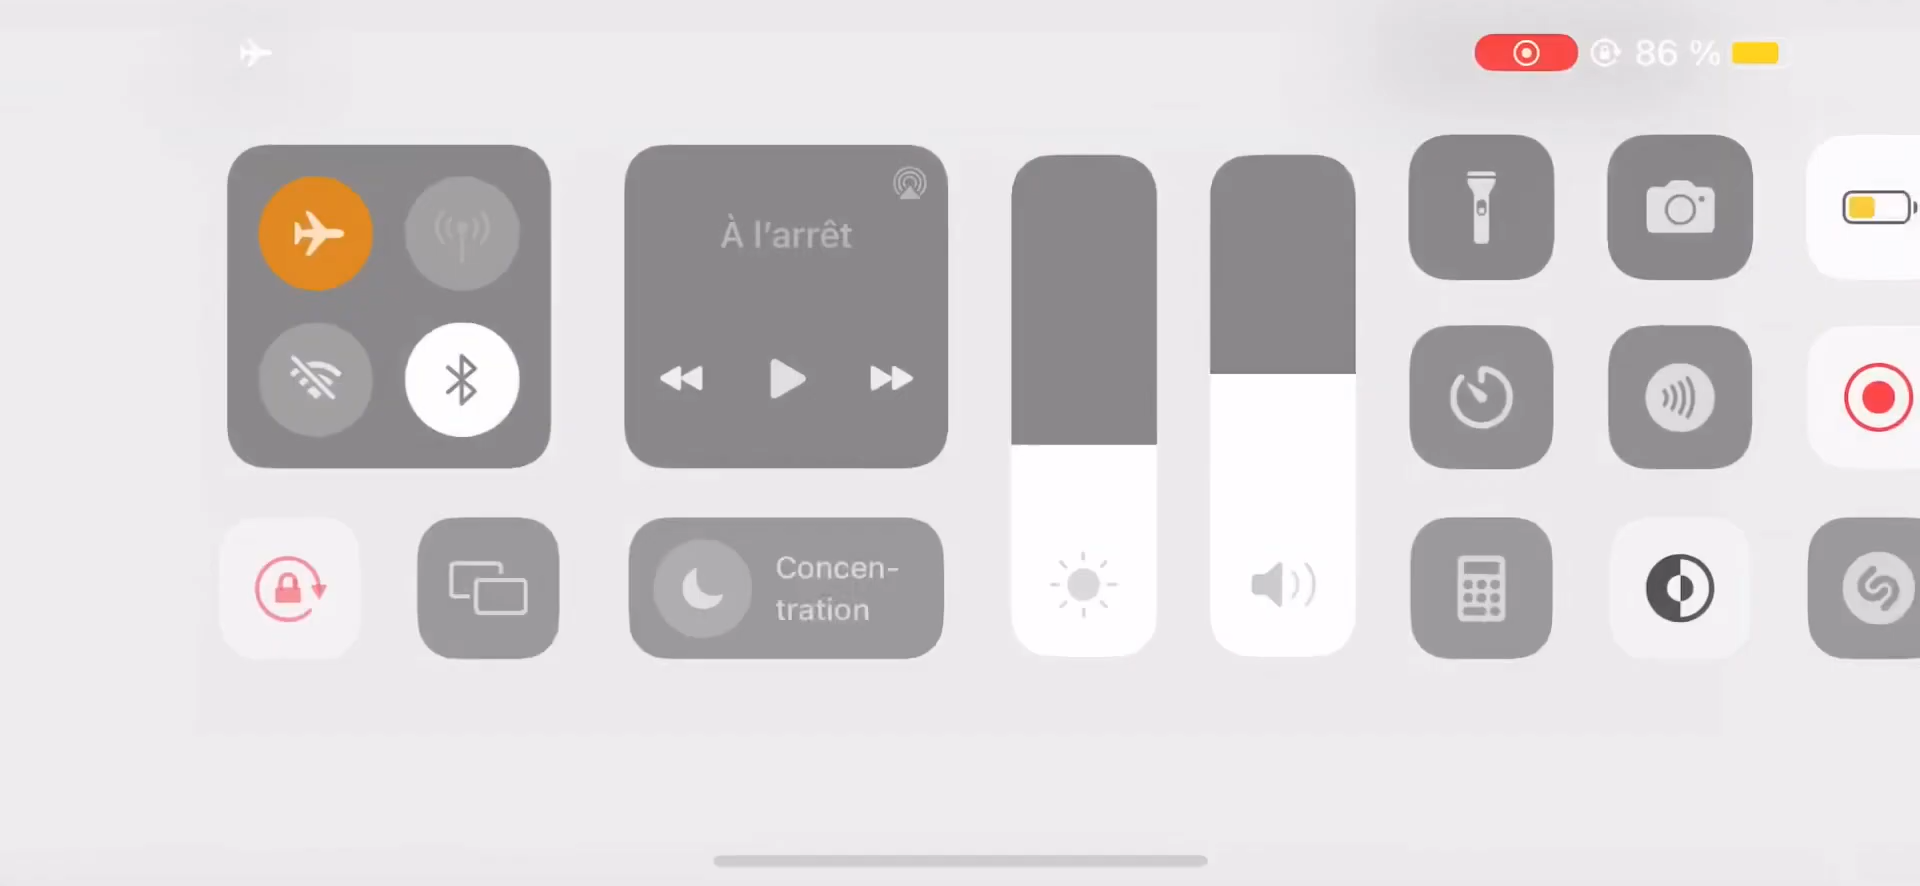 86 %
À l'arrêt
Concen-
tration